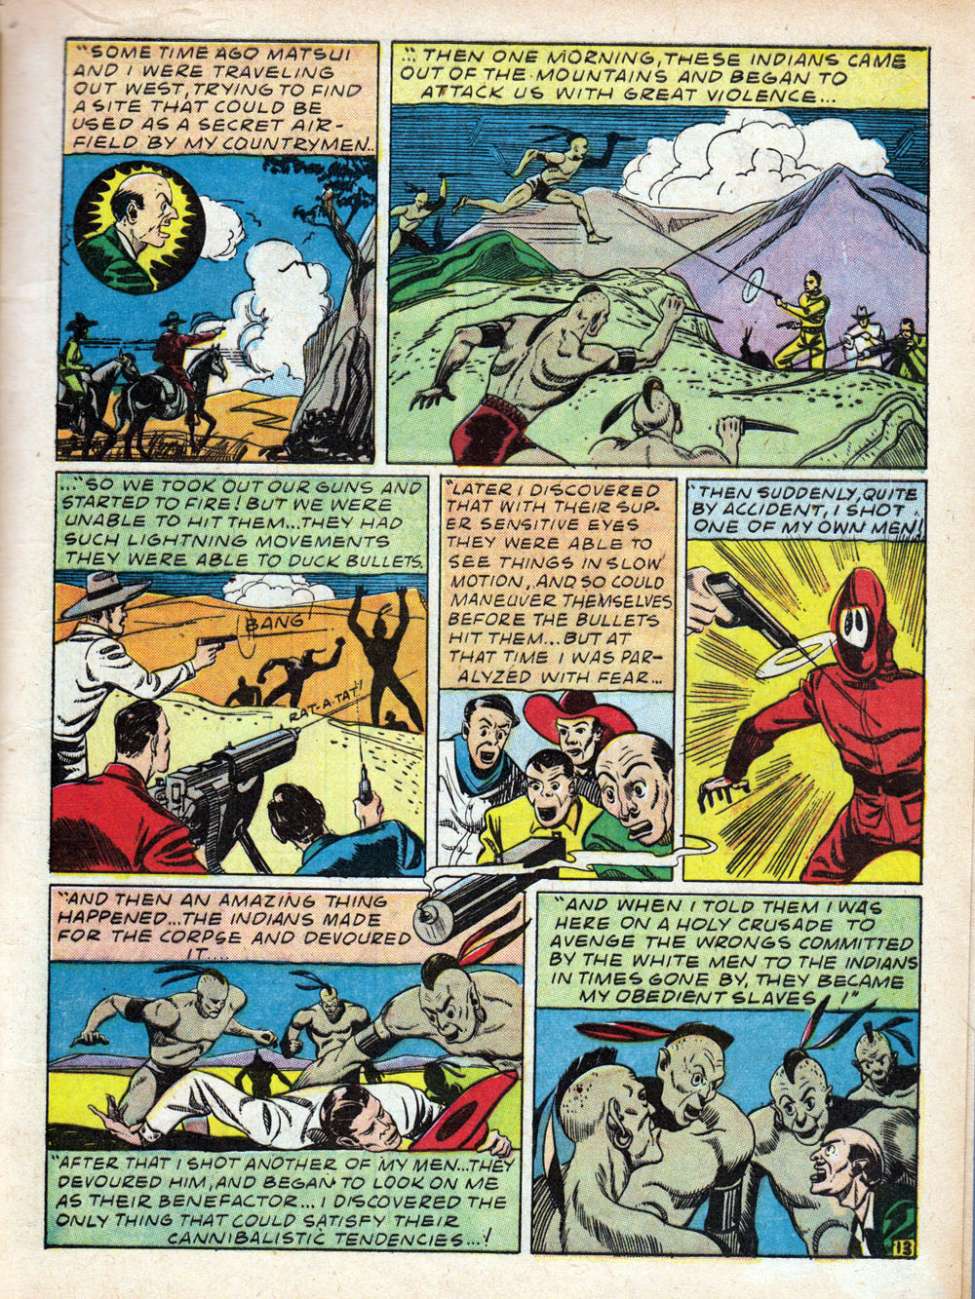 "SOME TIME AGO MATSUI
AND I WERE TRAVELING
OUT WEST, TRYING TO FIND
A SITE THAT COULD BE
USED AS A SECRET AIR-
FIELD BY MY COUNTRYMEN..
"... THEN ONE MORNING, THESE INDIANS CAME
OUT OF THE MOUNTAINS AND BEGAN TO
ATTACK US WITH GREAT VIOLENCE...
..."SO WE TOOK OUT OUR GUNS AND
STARTED TO FIRE! BUT WE WERE
UNABLE TO HIT THEM...THEY HAD
SUCH LIGHTNING MOVEMENTS
THEY WERE ABLE TO DUCK BULLETS.
BANG!
RAT-A-TAT!
"LATER I DISCOVERED
THAT WITH THEIR SUP-
ER SENSITIVE EYES
THEY WERE ABLE TO
SEE THINGS IN SLOW
MOTION, AND SO COULD
MANEUVER THEMSELVES
BEFORE THE BULLETS
HIT THEM...BUT AT
THAT TIME I WAS PAR-
ALYZED WITH FEAR...
"THEN SUDDENLY, QUITE
BY ACCIDENT, I SHOT
ONE OF MY OWN MEN!
"AND THEN AN AMAZING THING
HAPPENED...THE INDIANS MADE
FOR THE CORPSE AND DEVOURED
IT....
"AFTER THAT I SHOT ANOTHER OF MY MEN...THEY
DEVOURED HIM, AND BEGAN TO LOOK ON ME
AS THEIR BENEFACTOR... I DISCOVERED THE
ONLY THING THAT COULD SATISFY THEIR
CANNIBALISTIC TENDENCIES...!
"AND WHEN I TOLD THEM I WAS
HERE ON A HOLY CRUSADE TO
AVENGE THE WRONGS COMMITTED
BY THE WHITE MEN TO THE INDIANS
IN TIMES GONE BY, THEY BECAME
MY OBEDIENT SLAVES!"
13